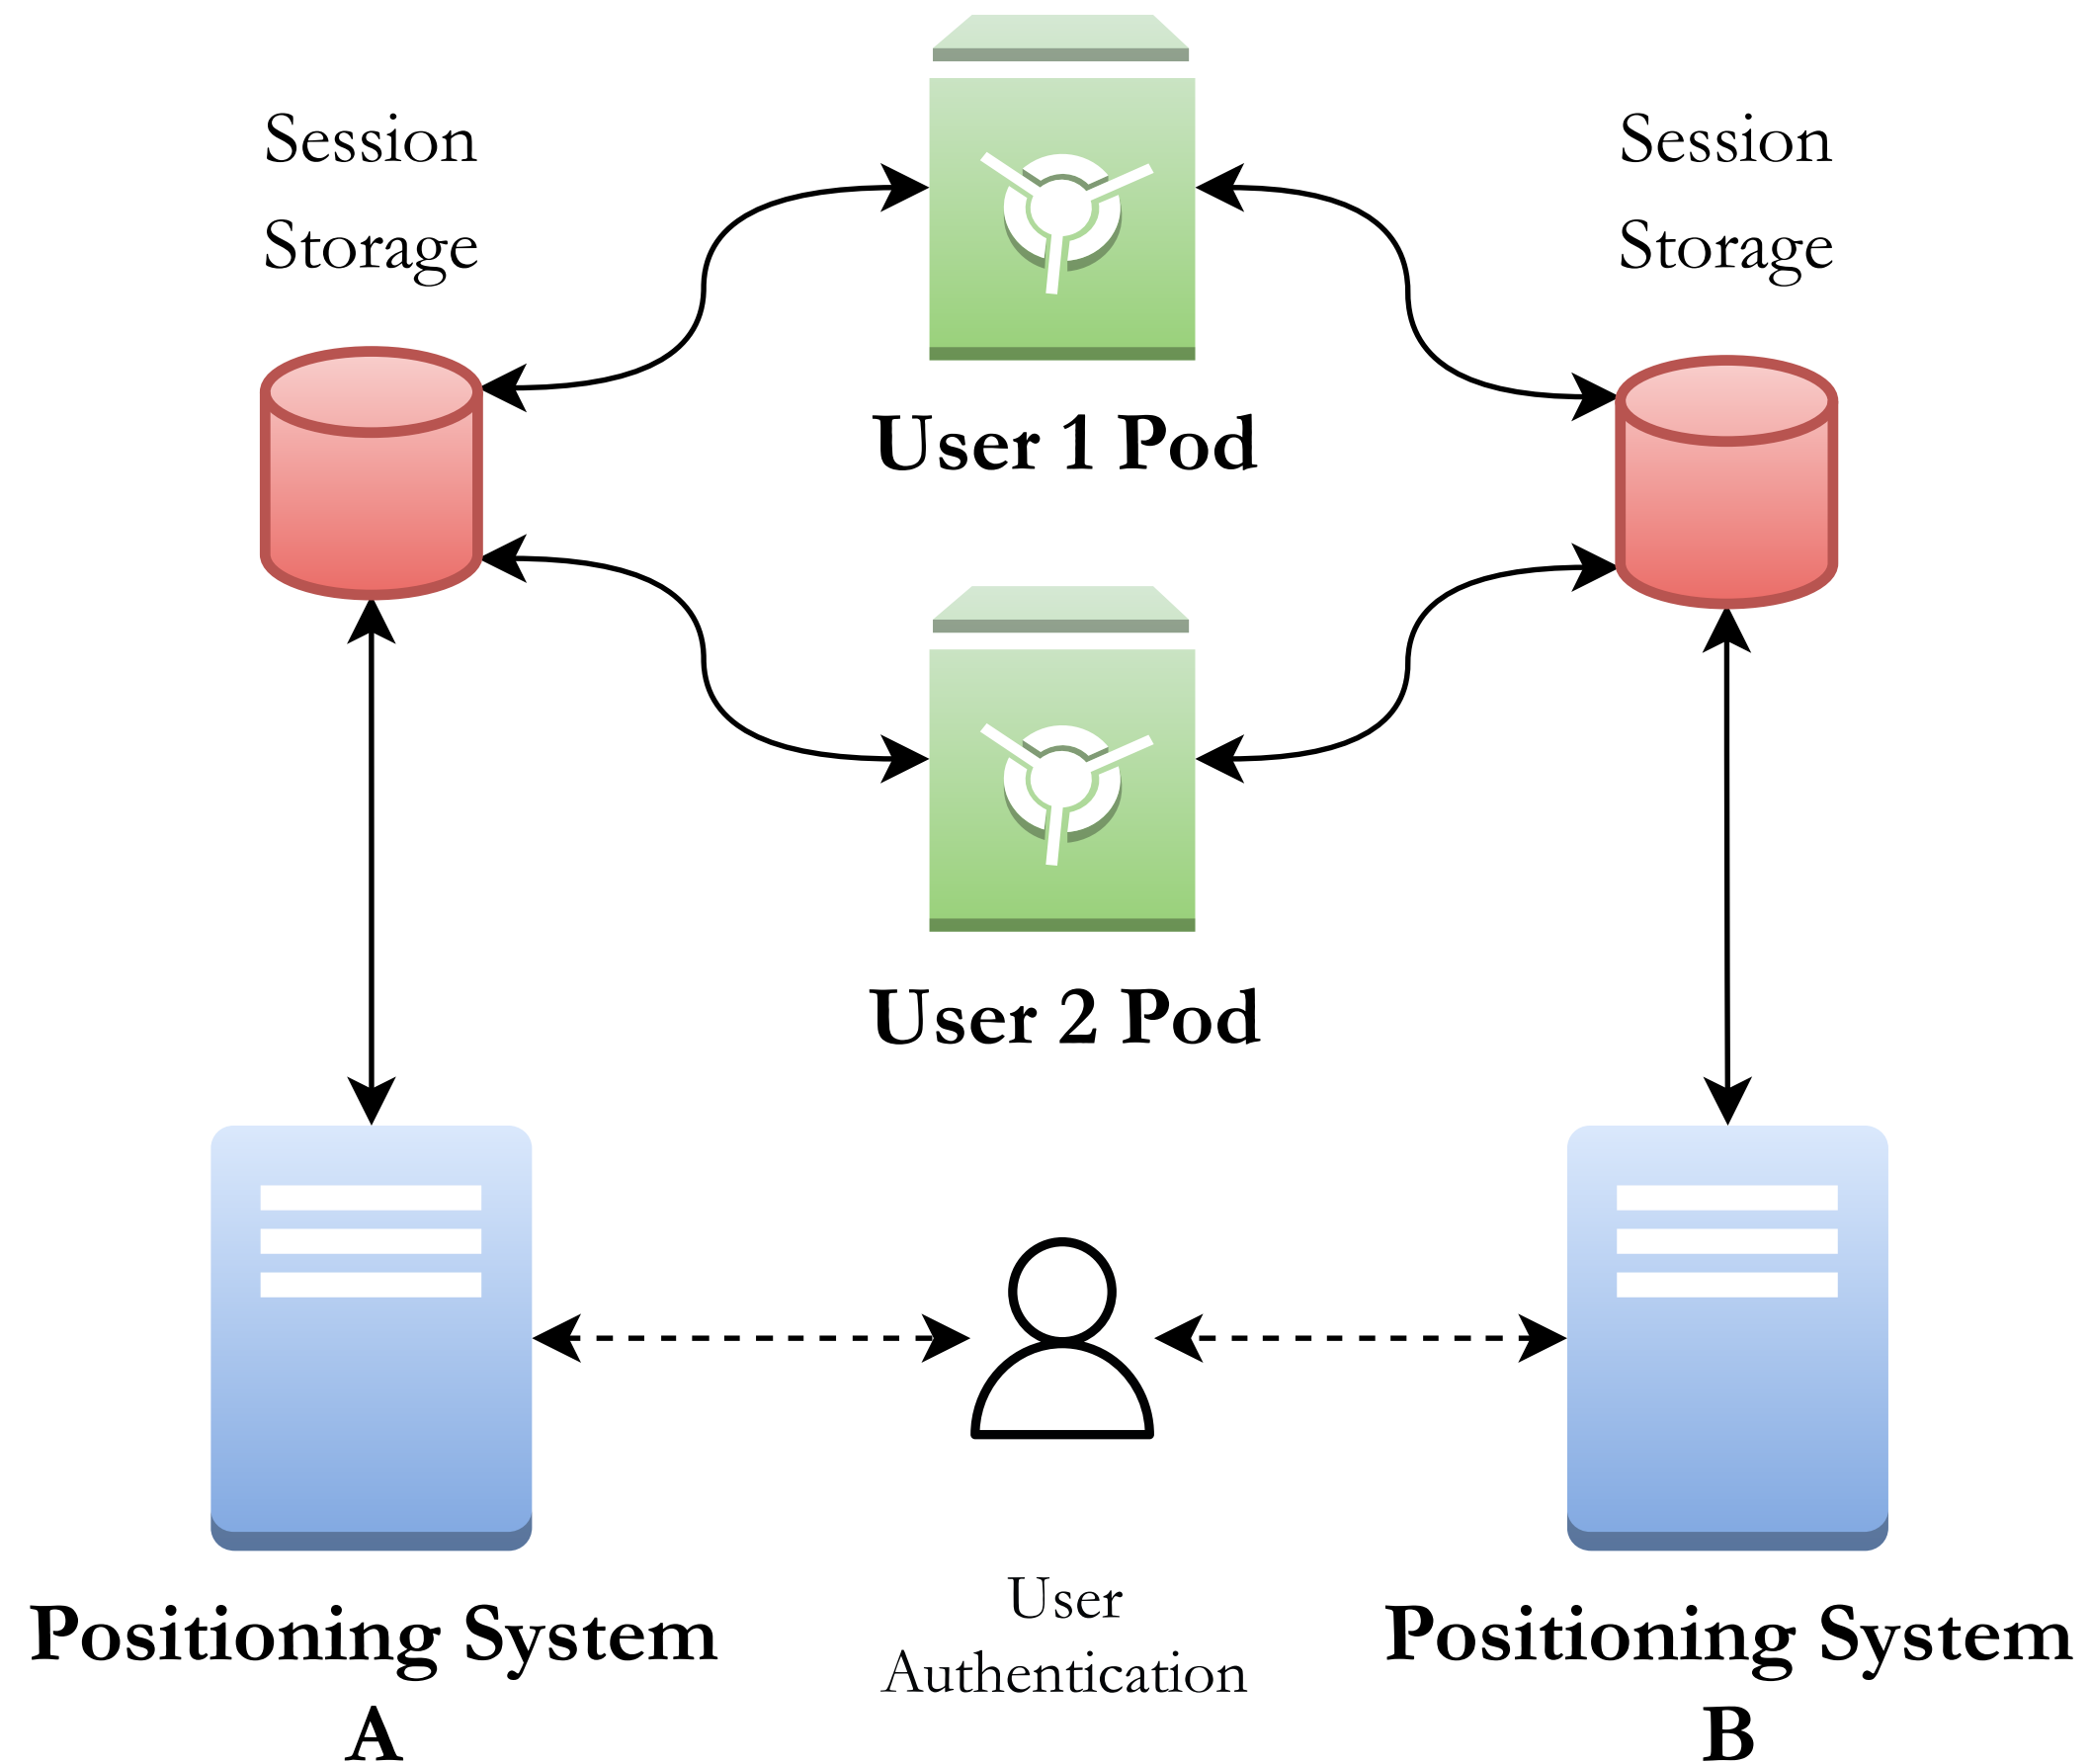 Session
Storage
Session
Storage
User 1 Pod
User 2 Pod
Positioning System
A
User
Authentication
Positioning System
B